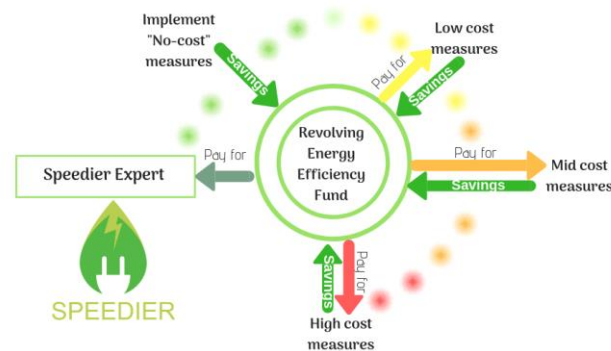 Implement
"No-cost"
measures
Savings
Low cost
measures
Pay for
Savings
Revolving
Energy
Efficiency
Fund
Speedier Expert
Pay for
Pay for
Savings
Mid cost
measures
Savings
Pay for
High cost
measures
SPEEDIER